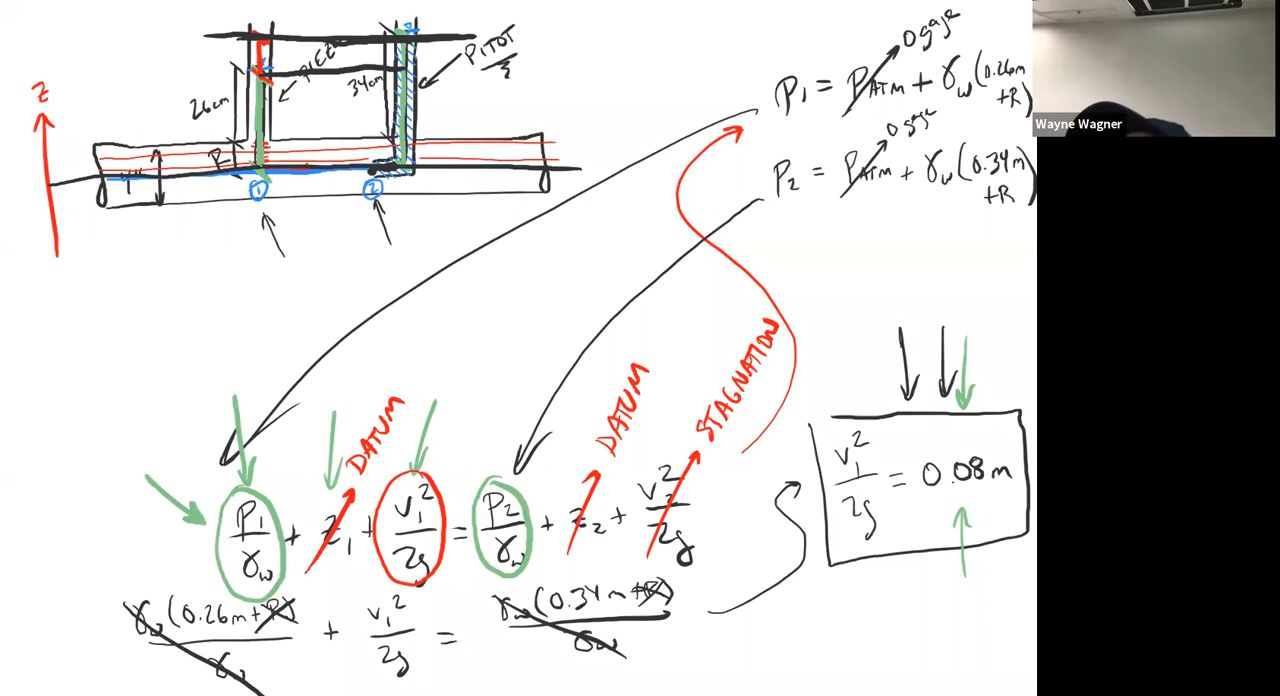 Z
26cm
PIEZ
34cm
PITOT
R
4"
1
2
P₁ = PATM + γw(0.26m + R)
0 gage
P₂ = PATM + γw(0.34m + R)
0 gage
Wayne Wagner
DATUM
DATUM
STAGNATION
P₁/γw + z₁ + v₁²/2g = P₂/γw + z₂ + v₂²/2g
γw(0.26m+R)/γw + v₁²/2g = γw(0.34m+R)/γw
v₁²/2g = 0.08m